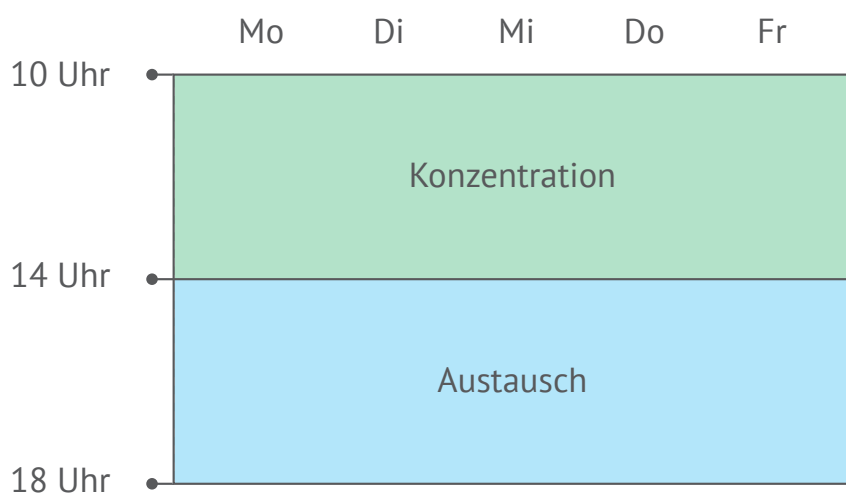 Mo Di Mi Do Fr
10 Uhr
Konzentration
14 Uhr
Austausch
18 Uhr